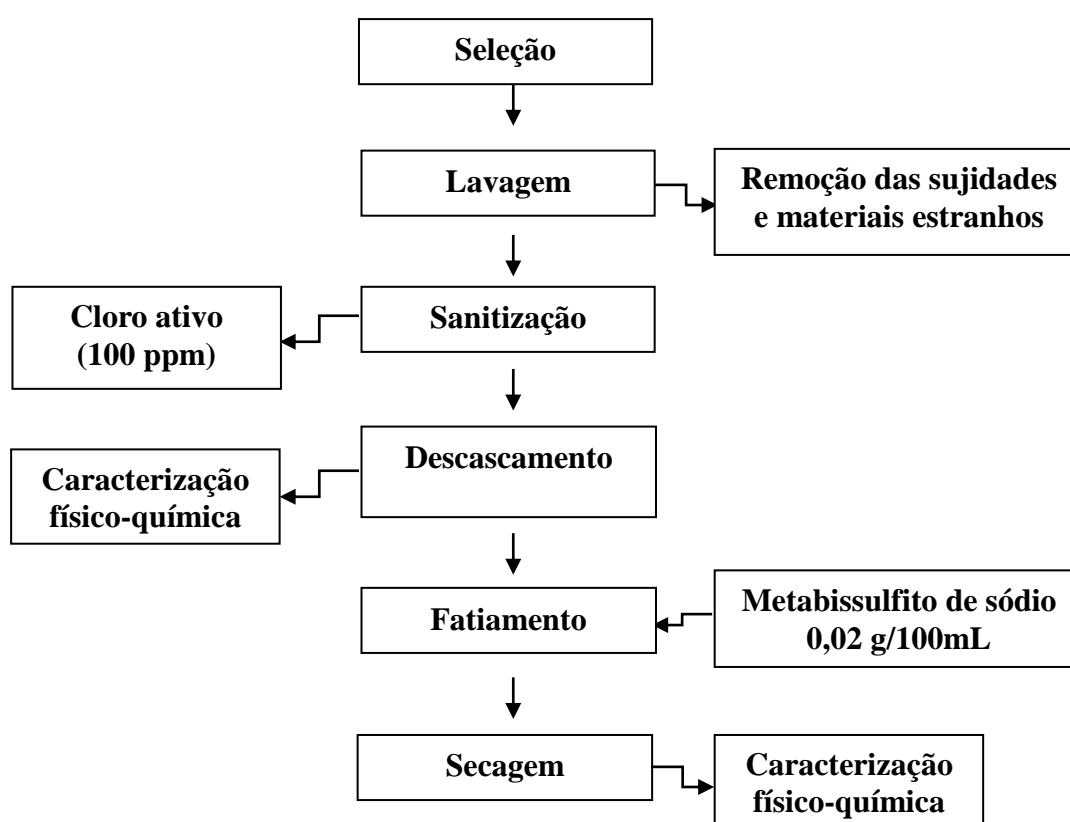 Seleção
Lavagem
Remoção das sujidades
e materiais estranhos
Cloro ativo
(100 ppm)
Sanitização
Caracterização
físico-química
Descascamento
Fatiamento
Metabissulfito de sódio
0,02 g/100mL
Secagem
Caracterização
físico-química